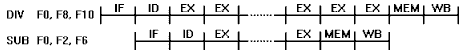 DIV F0, F8, F10 IF ID EX EX ........ EX EX EX MEM WB
SUB F0, F2, F6 IF ID EX EX ........ EX MEM WB